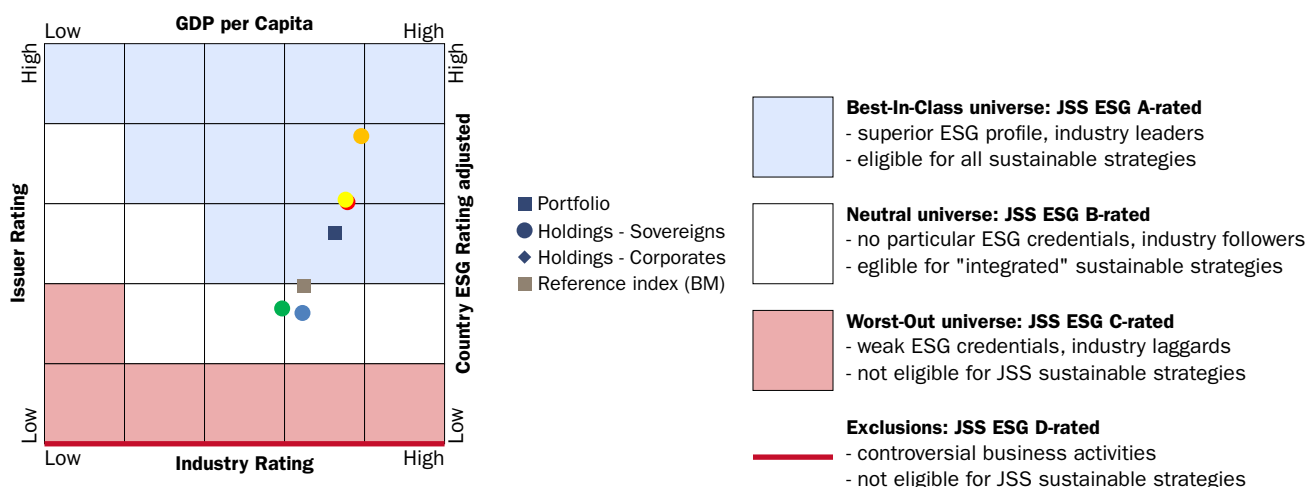 GDP per Capita
Low
High
High
High
Issuer Rating
Country ESG Rating adjusted
Low
Low
Low
Industry Rating
High
Portfolio
Holdings - Sovereigns
Holdings - Corporates
Reference index (BM)
Best-In-Class universe: JSS ESG A-rated
- superior ESG profile, industry leaders
- eligible for all sustainable strategies
Neutral universe: JSS ESG B-rated
- no particular ESG credentials, industry followers
- eglible for "integrated" sustainable strategies
Worst-Out universe: JSS ESG C-rated
- weak ESG credentials, industry laggards
- not eligible for JSS sustainable strategies
Exclusions: JSS ESG D-rated
- controversial business activities
- not eligible for JSS sustainable strategies